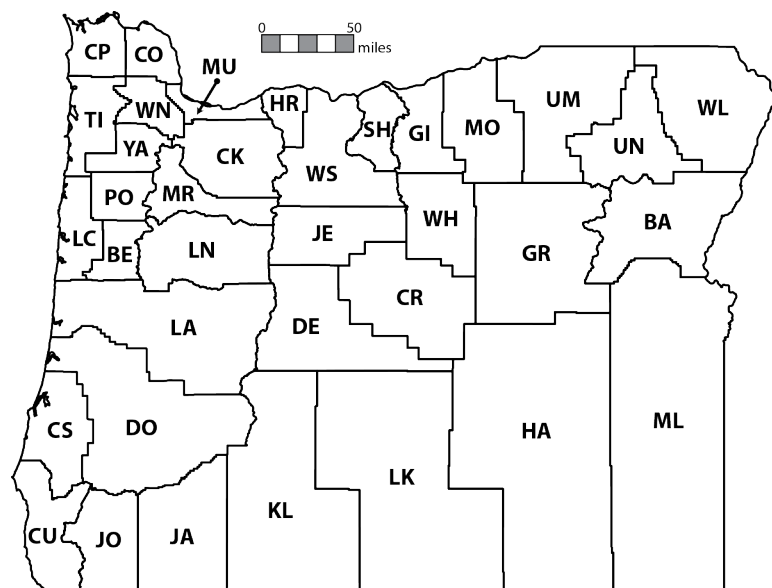 0 50
miles
CP CO
MU
TI WN HR
SH GI MO UM WL
YA CK UN
WS
PO MR
LC BE LN JE WH GR BA
CR
LA DE
CS DO HA ML
LK
KL
CU JO JA